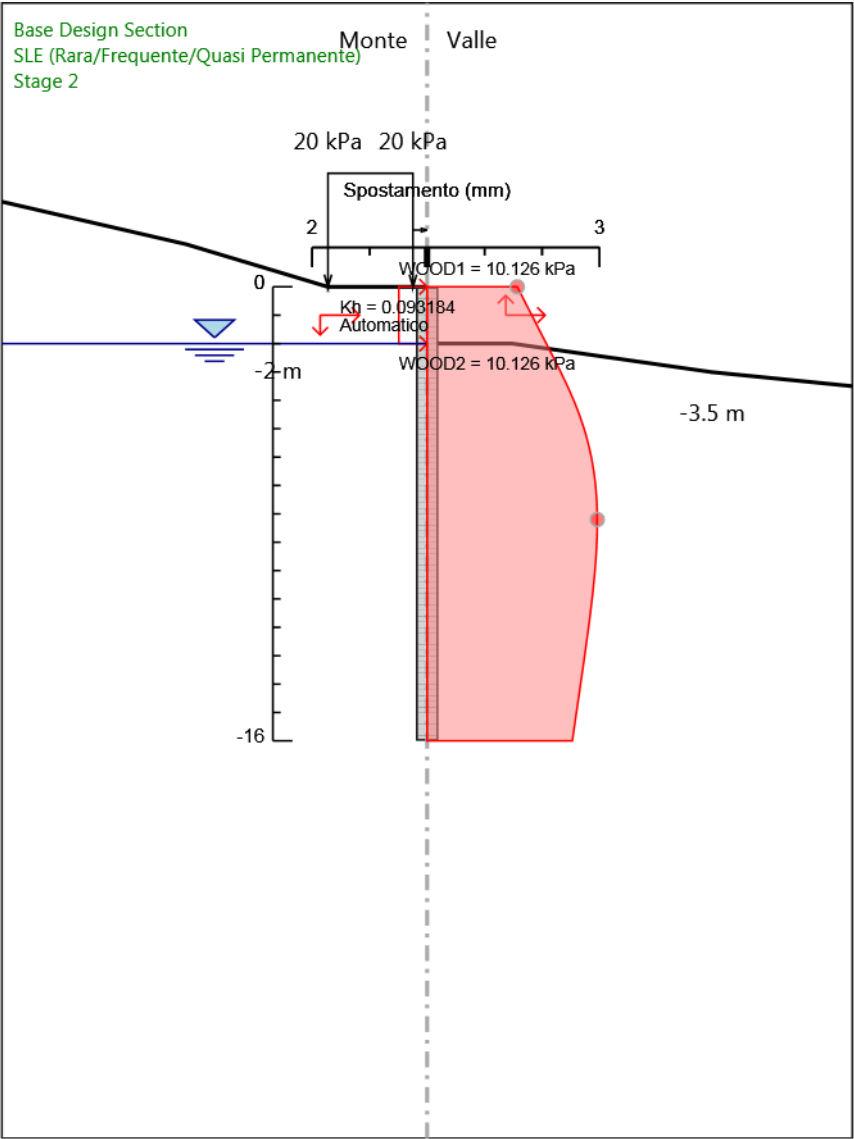 Base Design Section
SLE (Rara/Frequente/Quasi Permanente)
Stage 2
Monte
Valle
20 kPa
20 kPa
Spostamento (mm)
2
3
WOOD1 = 10.126 kPa
0
Kh = 0.093184
Automatico
WOOD2 = 10.126 kPa
-2 m
-3.5 m
-16